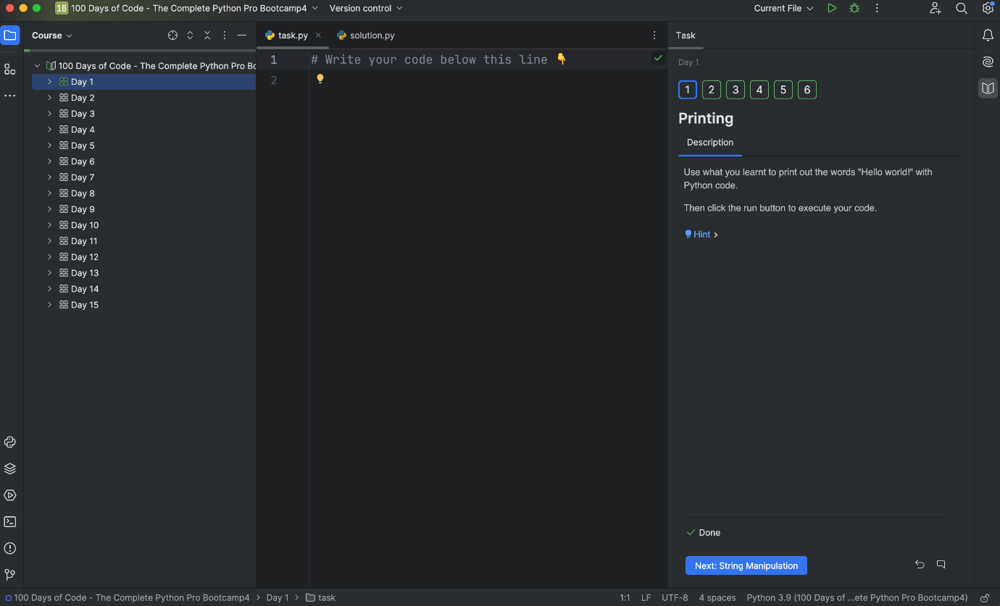 1B 100 Days of Code - The Complete Python Pro Bootcamp4 Version control Current File
Course
100 Days of Code - The Complete Python Pro Bo
Day 1
Day 2
Day 3
Day 4
Day 5
Day 6
Day 7
Day 8
Day 9
Day 10
Day 11
Day 12
Day 13
Day 14
Day 15
task.py solution.py
1 # Write your code below this line 👇
2
Task
Day 1
1 2 3 4 5 6
Printing
Description
Use what you learnt to print out the words "Hello world!" with
Python code.
Then click the run button to execute your code.
Hint
Done
Next: String Manipulation
100 Days of Code - The Complete Python Pro Bootcamp4 > Day 1 > task 1:1 LF UTF-8 4 spaces Python 3.9 (100 Days of ...ete Python Pro Bootcamp4)